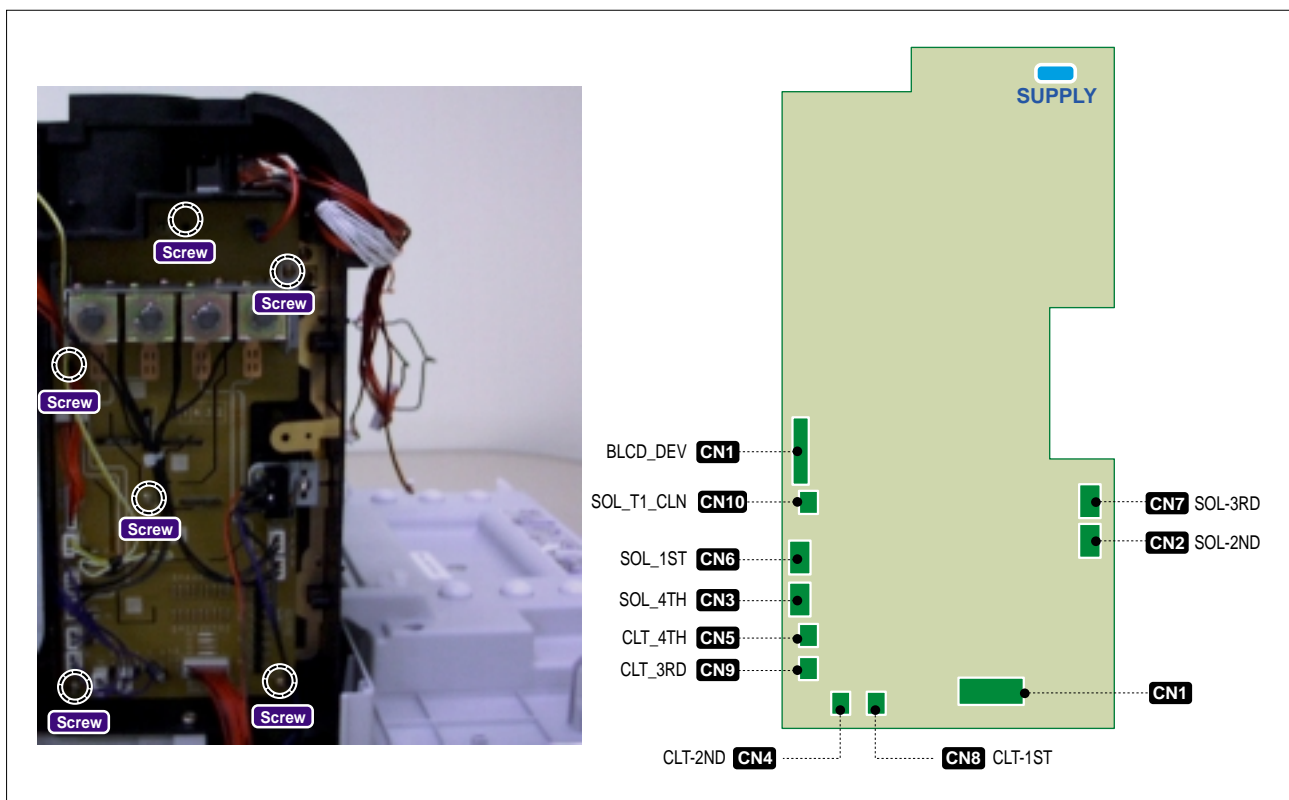 SUPPLY
Screw
Screw
Screw
Screw
Screw
Screw
BLCD_DEV CN1
SOL_T1_CLN CN10
SOL_1ST CN6
SOL_4TH CN3
CLT_4TH CN5
CLT_3RD CN9
CN7 SOL-3RD
CN2 SOL-2ND
CN1
CLT-2ND CN4
CN8 CLT-1ST